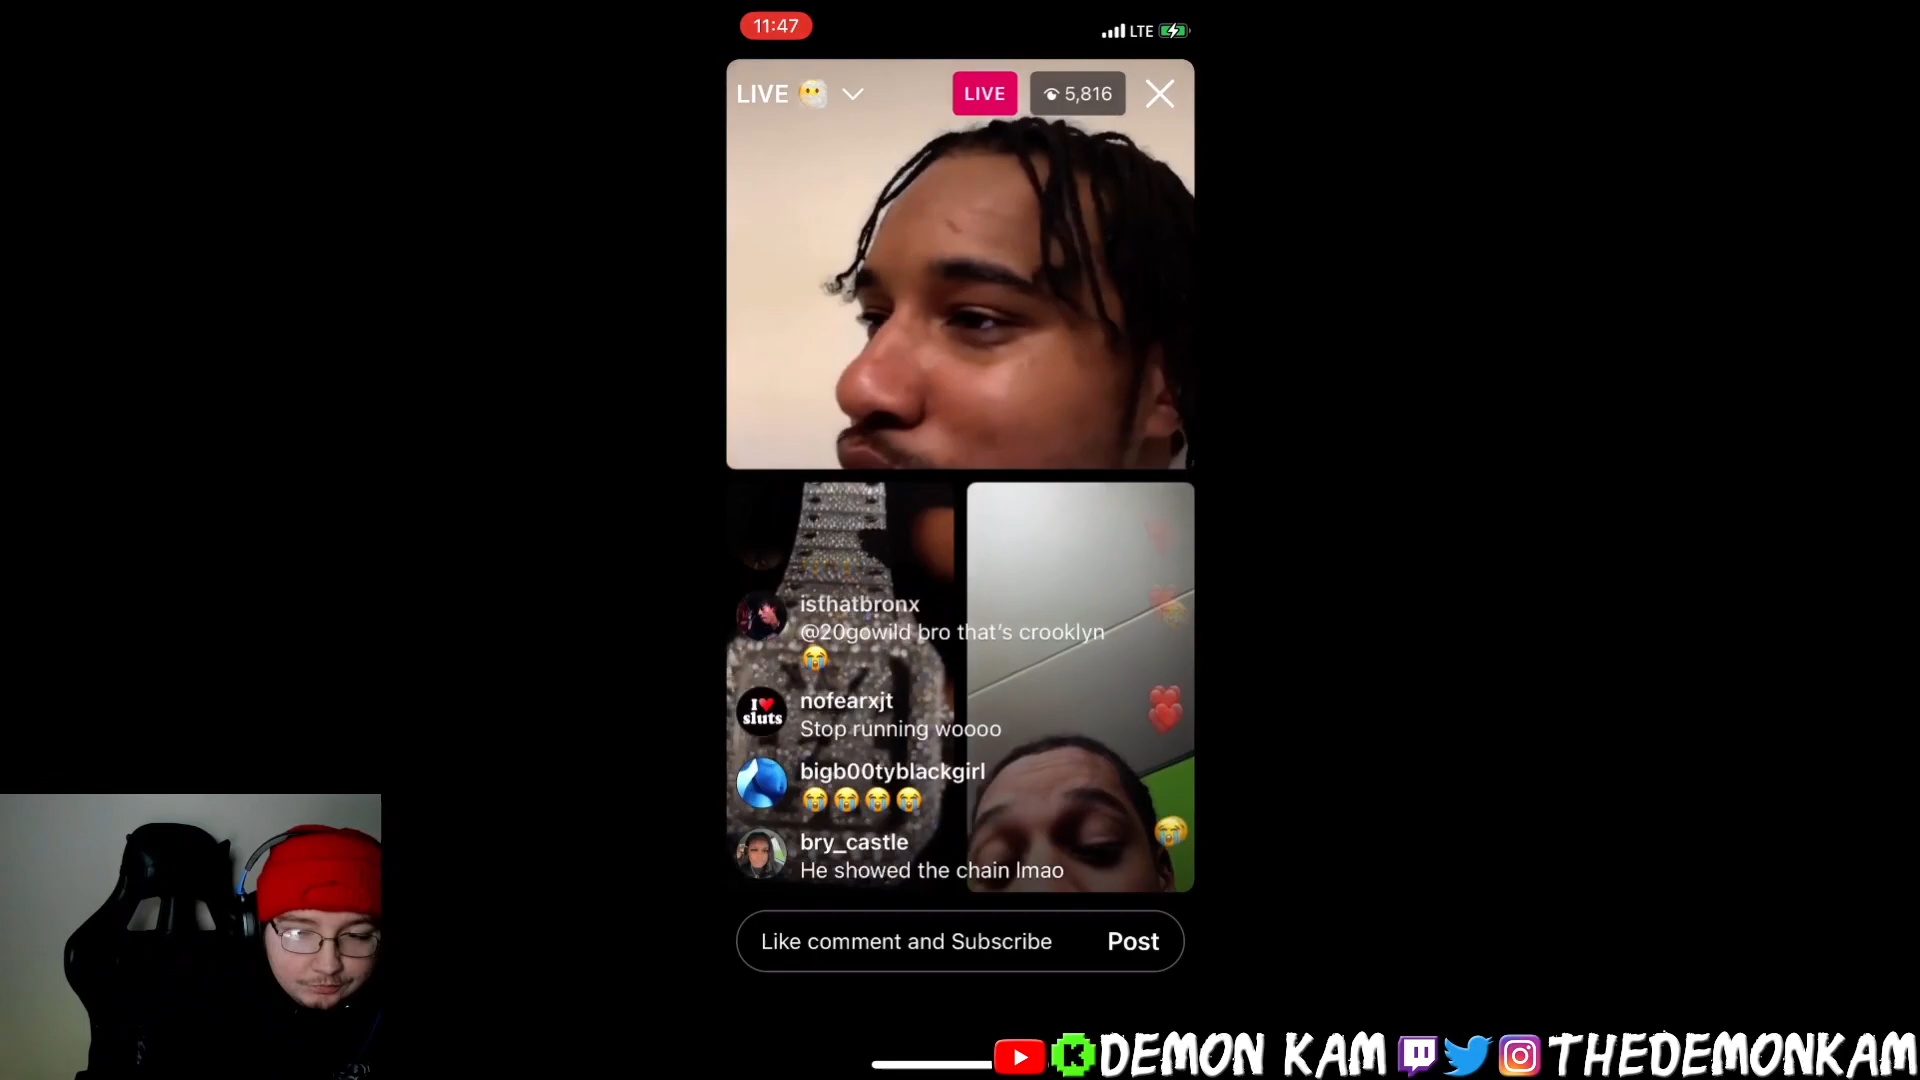 11:47
LTE
LIVE
LIVE
5,816
isthatbronx
@20gowild bro that's crooklyn
😭
nofearxjt
Stop running woooo
I❤
sluts
bigb00tyblackgirl
😭😭😭😭
bry_castle
He showed the chain lmao
Like comment and Subscribe
Post
DEMON KAM
THEDEMONKAM